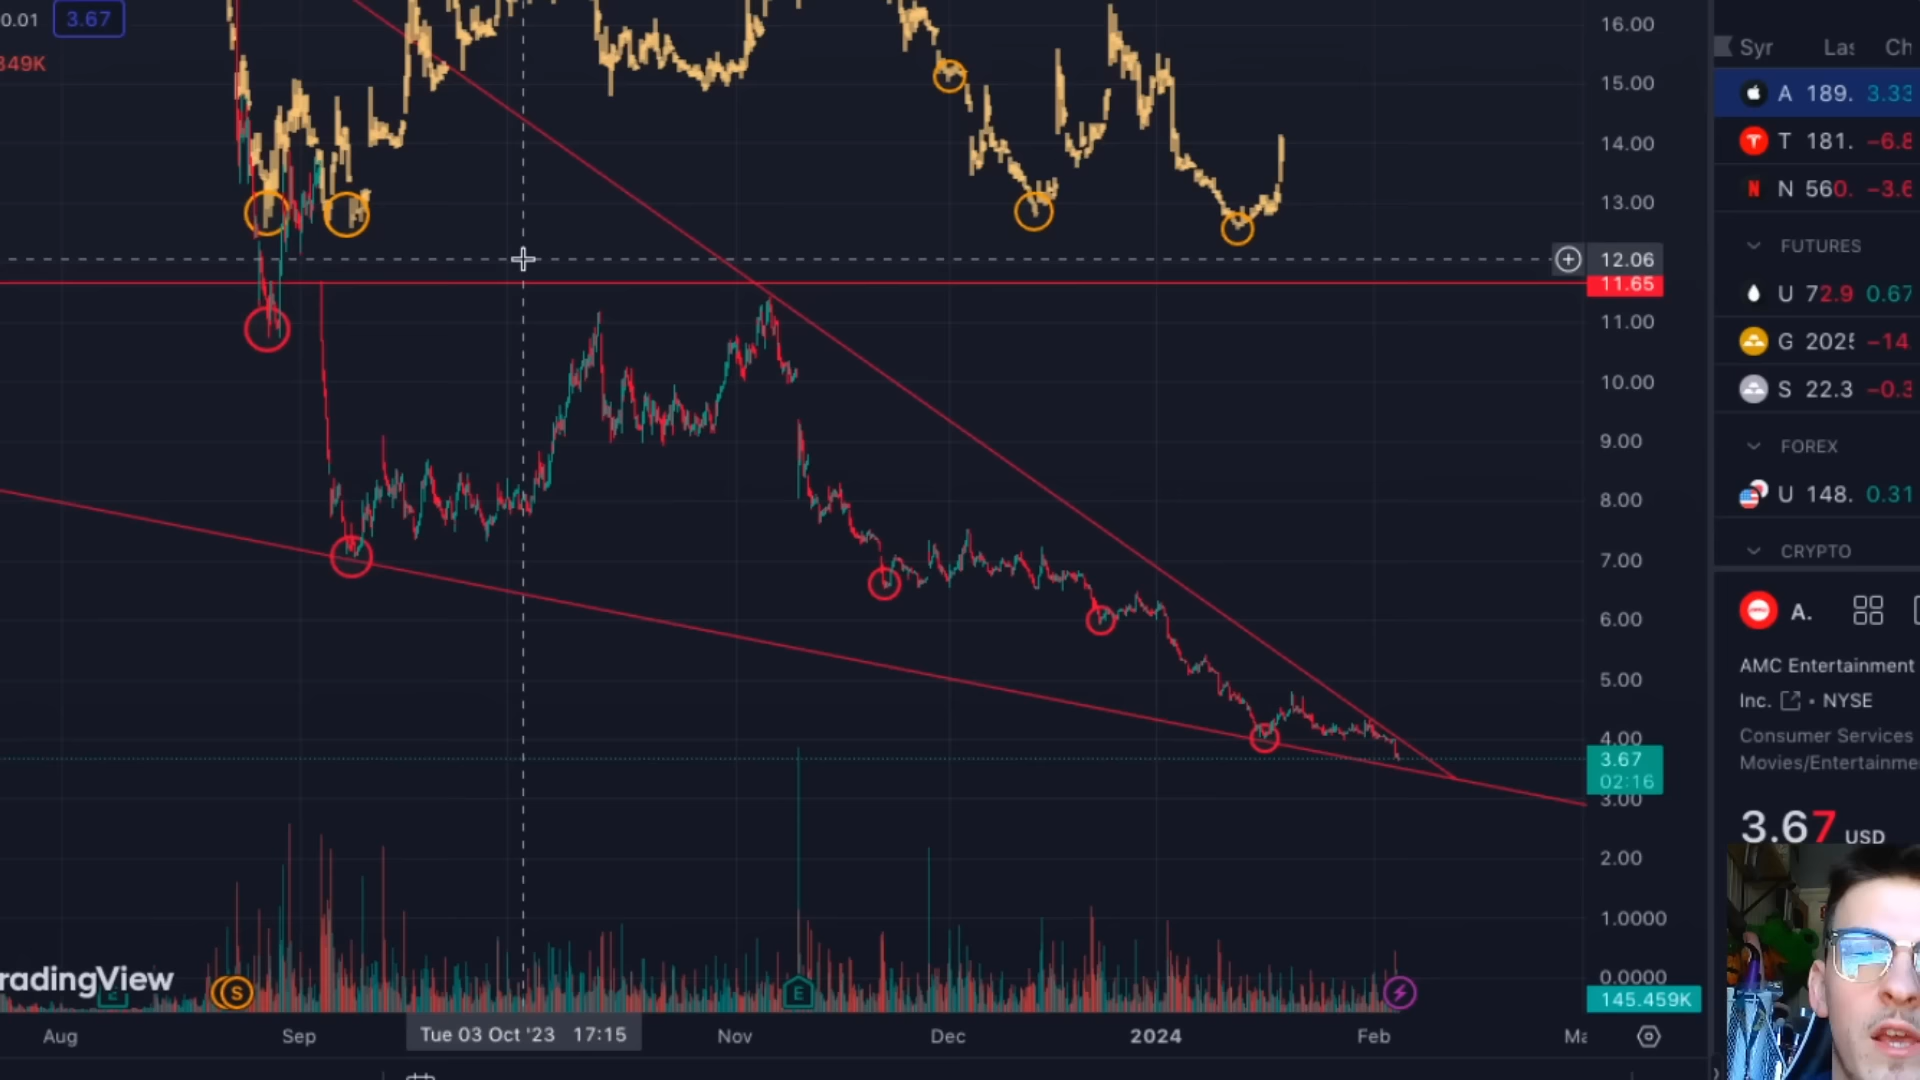 0.01 3.67
349K
16.00
15.00
14.00
13.00
12.06
11.65
11.00
10.00
9.00
8.00
7.00
6.00
5.00
4.00
3.67
02:16
3.00
2.00
1.0000
0.0000
145.459K
radingView
E
S
E
Aug Sep Tue 03 Oct '23 17:15 Nov Dec 2024 Feb Ma
Syr Las Ch
A 189. 3.33
T 181. −6.8
N 560. −3.6
FUTURES
U 72.9 0.67
G 2025 −14
S 22.3 −0.3
FOREX
U 148. 0.31
CRYPTO
A.
AMC Entertainment
Inc. • NYSE
Consumer Services
Movies/Entertainme
3.67 USD